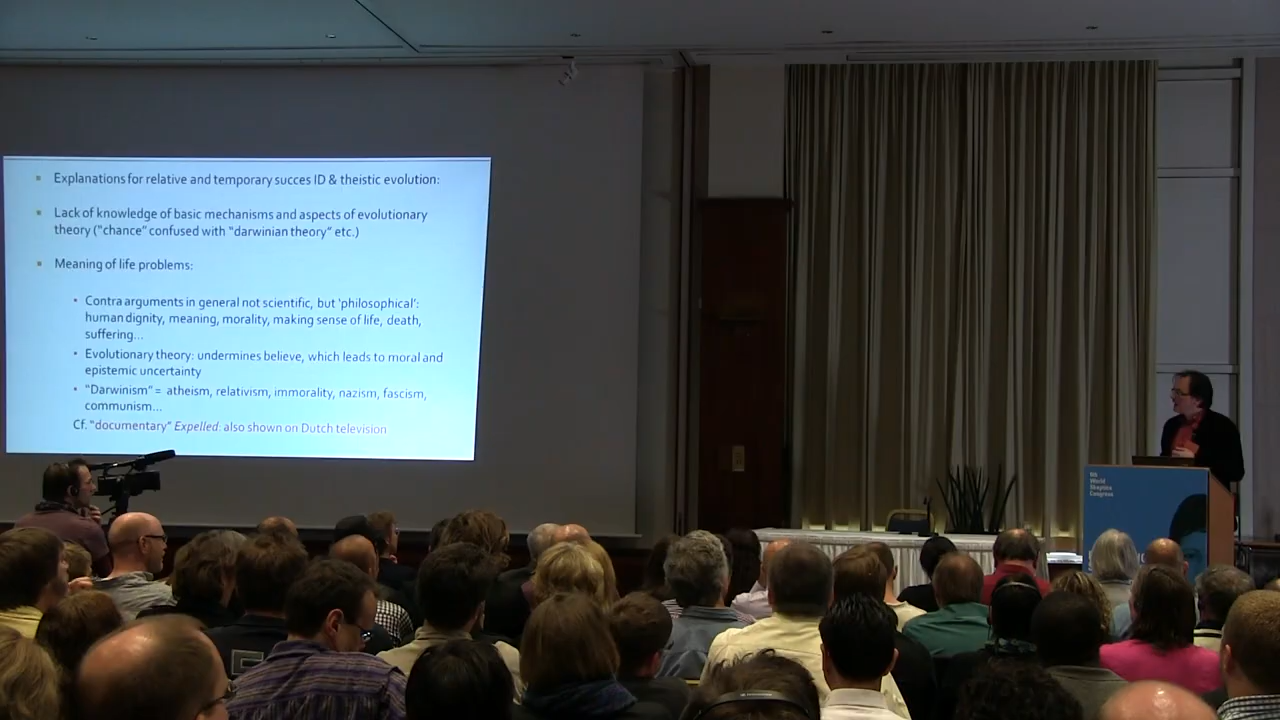 Explanations for relative and temporary succes ID & theistic evolution:
Lack of knowledge of basic mechanisms and aspects of evolutionary
theory ("chance" confused with "darwinian theory" etc.)
Meaning of life problems:
Contra arguments in general not scientific, but 'philosophical':
human dignity, meaning, morality, making sense of life, death,
suffering...
Evolutionary theory: undermines believe, which leads to moral and
epistemic uncertainty
"Darwinism" = atheism, relativism, immorality, nazism, fascism,
communism...
Cf. "documentary" Expelled: also shown on Dutch television
World
Skeptics
Congress